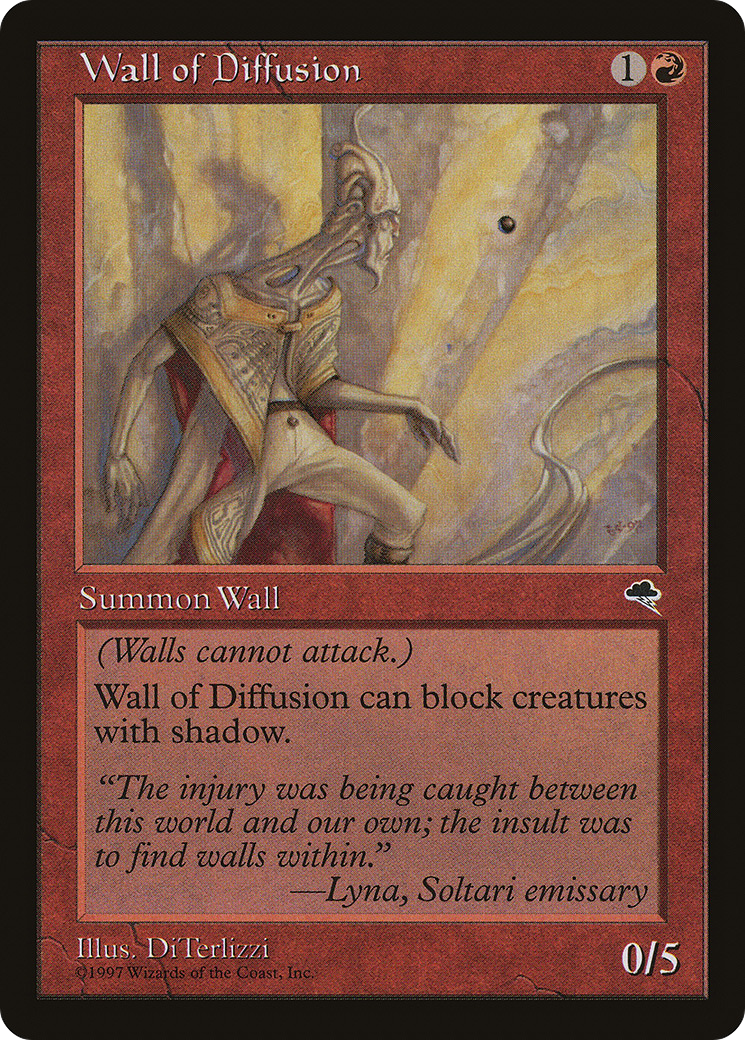 Wall of Diffusion 1
Summon Wall
(Walls cannot attack.)
Wall of Diffusion can block creatures
with shadow.
“The injury was being caught between
this world and our own; the insult was
to find walls within.”
—Lyna, Soltari emissary
Illus. DiTerlizzi
©1997 Wizards of the Coast, Inc.
0/5